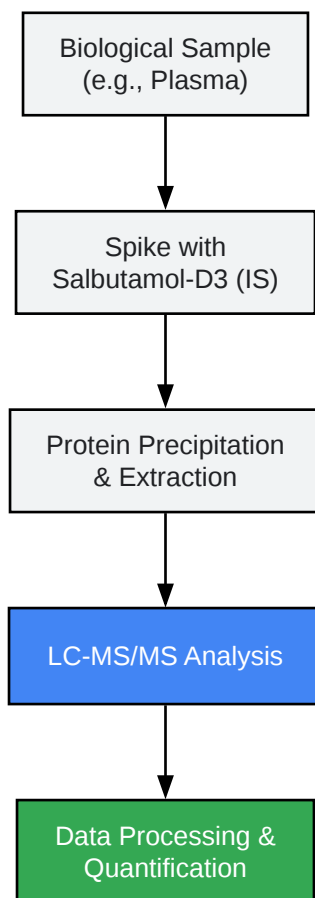 Biological Sample
(e.g., Plasma)
Spike with
Salbutamol-D3 (IS)
Protein Precipitation
& Extraction
LC-MS/MS Analysis
Data Processing &
Quantification